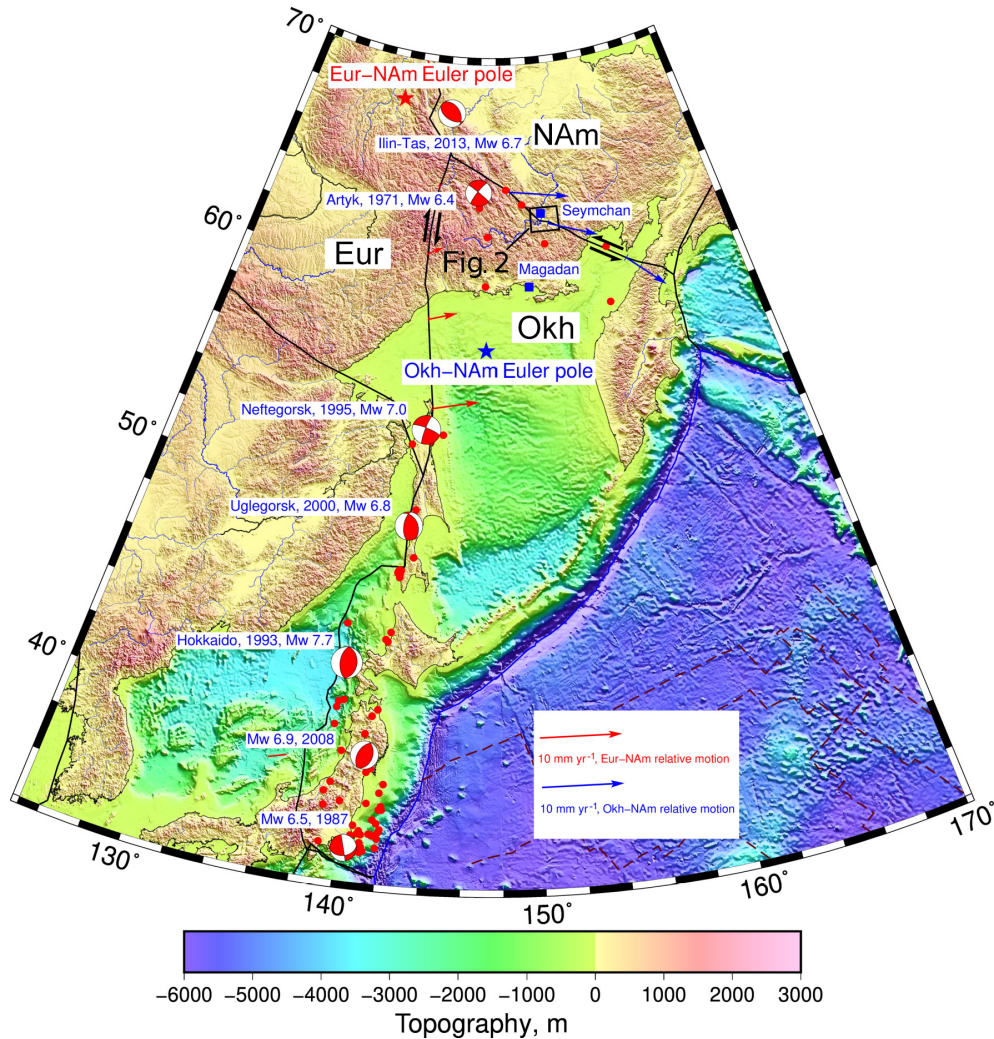 70°
Eur–NAm Euler pole
NAm
Ilin-Tas, 2013, Mw 6.7
60°
Artyk, 1971, Mw 6.4
Seymchan
Eur
Fig. 2
Magadan
Okh
Okh–NAm Euler pole
50°
Neftegorsk, 1995, Mw 7.0
Uglegorsk, 2000, Mw 6.8
40°
Hokkaido, 1993, Mw 7.7
Mw 6.9, 2008
10 mm yr⁻¹, Eur–NAm relative motion
10 mm yr⁻¹, Okh–NAm relative motion
Mw 6.5, 1987
130°
140°
150°
160°
170°
−6000 −5000 −4000 −3000 −2000 −1000 0 1000 2000 3000
Topography, m